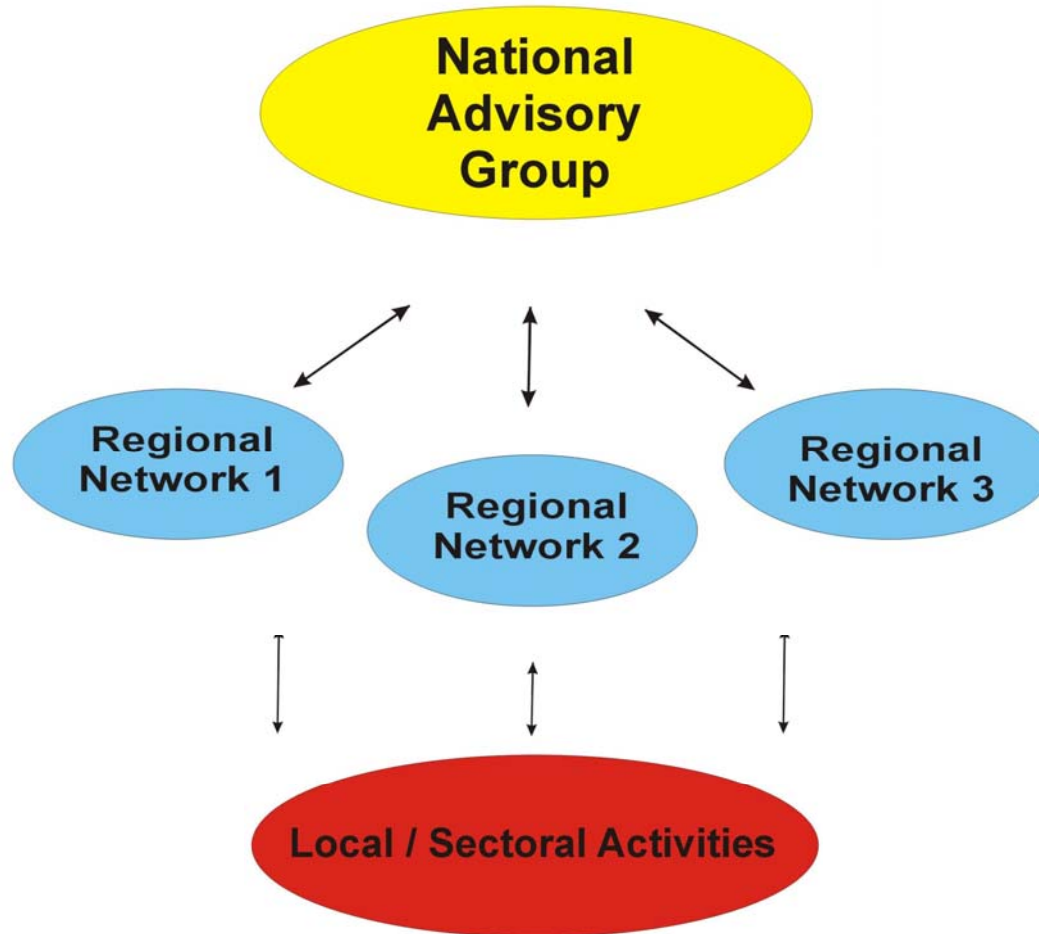 National
Advisory
Group
Regional
Network 1
Regional
Network 2
Regional
Network 3
Local / Sectoral Activities